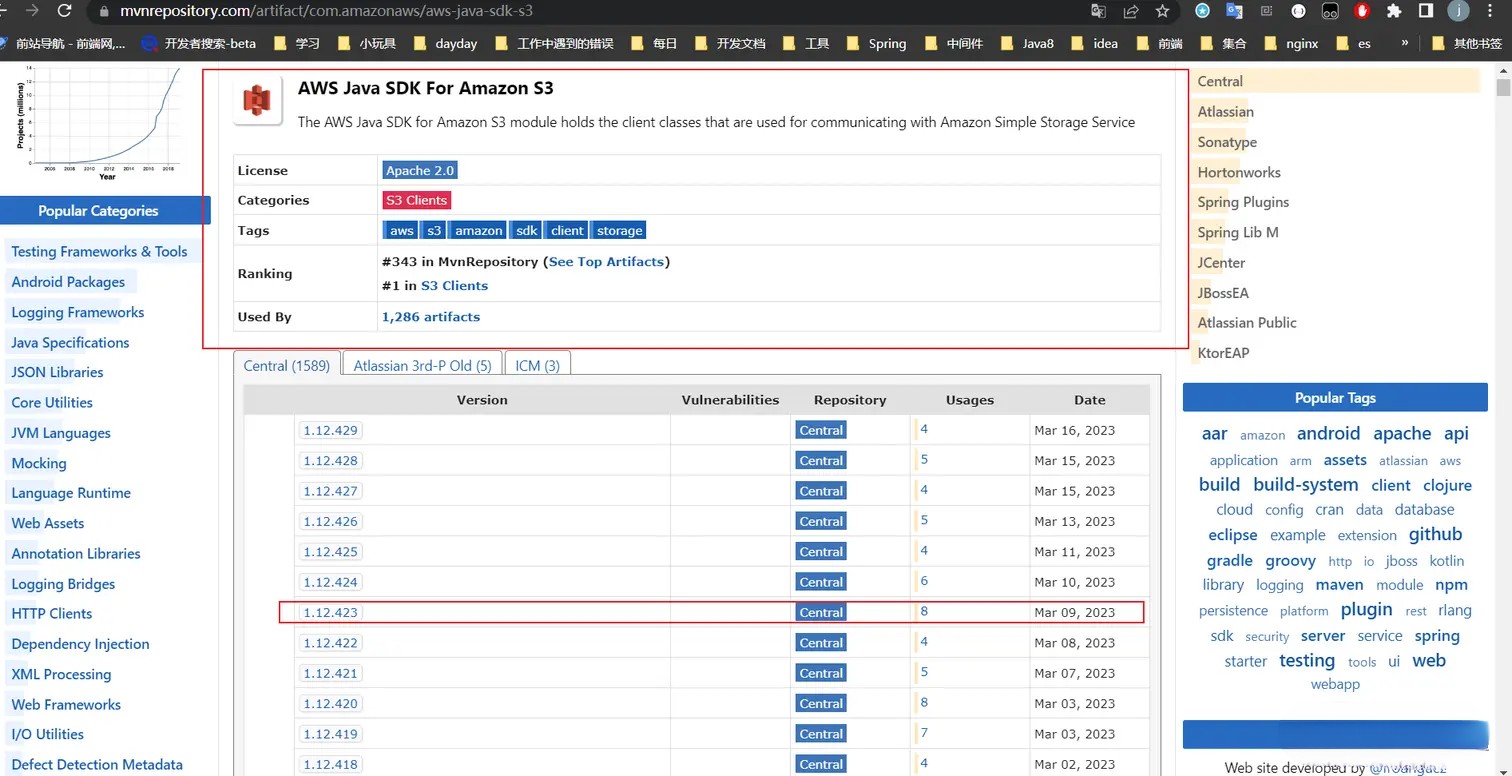 mvnrepository.com/artifact/com.amazonaws/aws-java-sdk-s3
j
前站导航 - 前端网,... 开发者搜索-beta 学习 小玩具 dayday 工作中遇到的错误 每日 开发文档 工具 Spring 中间件 Java8 idea 前端 集合 nginx es » 其他书签
Projects (millions)
14
12
10
8
6
4
2
0
2006 2008 2010 2012 2014 2016 2018
Year
Popular Categories
Testing Frameworks & Tools
Android Packages
Logging Frameworks
Java Specifications
JSON Libraries
Core Utilities
JVM Languages
Mocking
Language Runtime
Web Assets
Annotation Libraries
Logging Bridges
HTTP Clients
Dependency Injection
XML Processing
Web Frameworks
I/O Utilities
Defect Detection Metadata
AWS Java SDK For Amazon S3
The AWS Java SDK for Amazon S3 module holds the client classes that are used for communicating with Amazon Simple Storage Service
License Apache 2.0
Categories S3 Clients
Tags aws s3 amazon sdk client storage
Ranking #343 in MvnRepository (See Top Artifacts)
#1 in S3 Clients
Used By 1,286 artifacts
Central (1589) Atlassian 3rd-P Old (5) ICM (3)
Version Vulnerabilities Repository Usages Date
1.12.429 Central 4 Mar 16, 2023
1.12.428 Central 5 Mar 15, 2023
1.12.427 Central 4 Mar 15, 2023
1.12.426 Central 5 Mar 13, 2023
1.12.425 Central 4 Mar 11, 2023
1.12.424 Central 6 Mar 10, 2023
1.12.423 Central 8 Mar 09, 2023
1.12.422 Central 4 Mar 08, 2023
1.12.421 Central 5 Mar 07, 2023
1.12.420 Central 8 Mar 03, 2023
1.12.419 Central 7 Mar 03, 2023
1.12.418 Central 4 Mar 02, 2023
Central
Atlassian
Sonatype
Hortonworks
Spring Plugins
Spring Lib M
JCenter
JBossEA
Atlassian Public
KtorEAP
Popular Tags
aar amazon android apache api
application arm assets atlassian aws
build build-system client clojure
cloud config cran data database
eclipse example extension github
gradle groovy http io jboss kotlin
library logging maven module npm
persistence platform plugin rest rlang
sdk security server service spring
starter testing tools ui web
webapp
Web site developed by